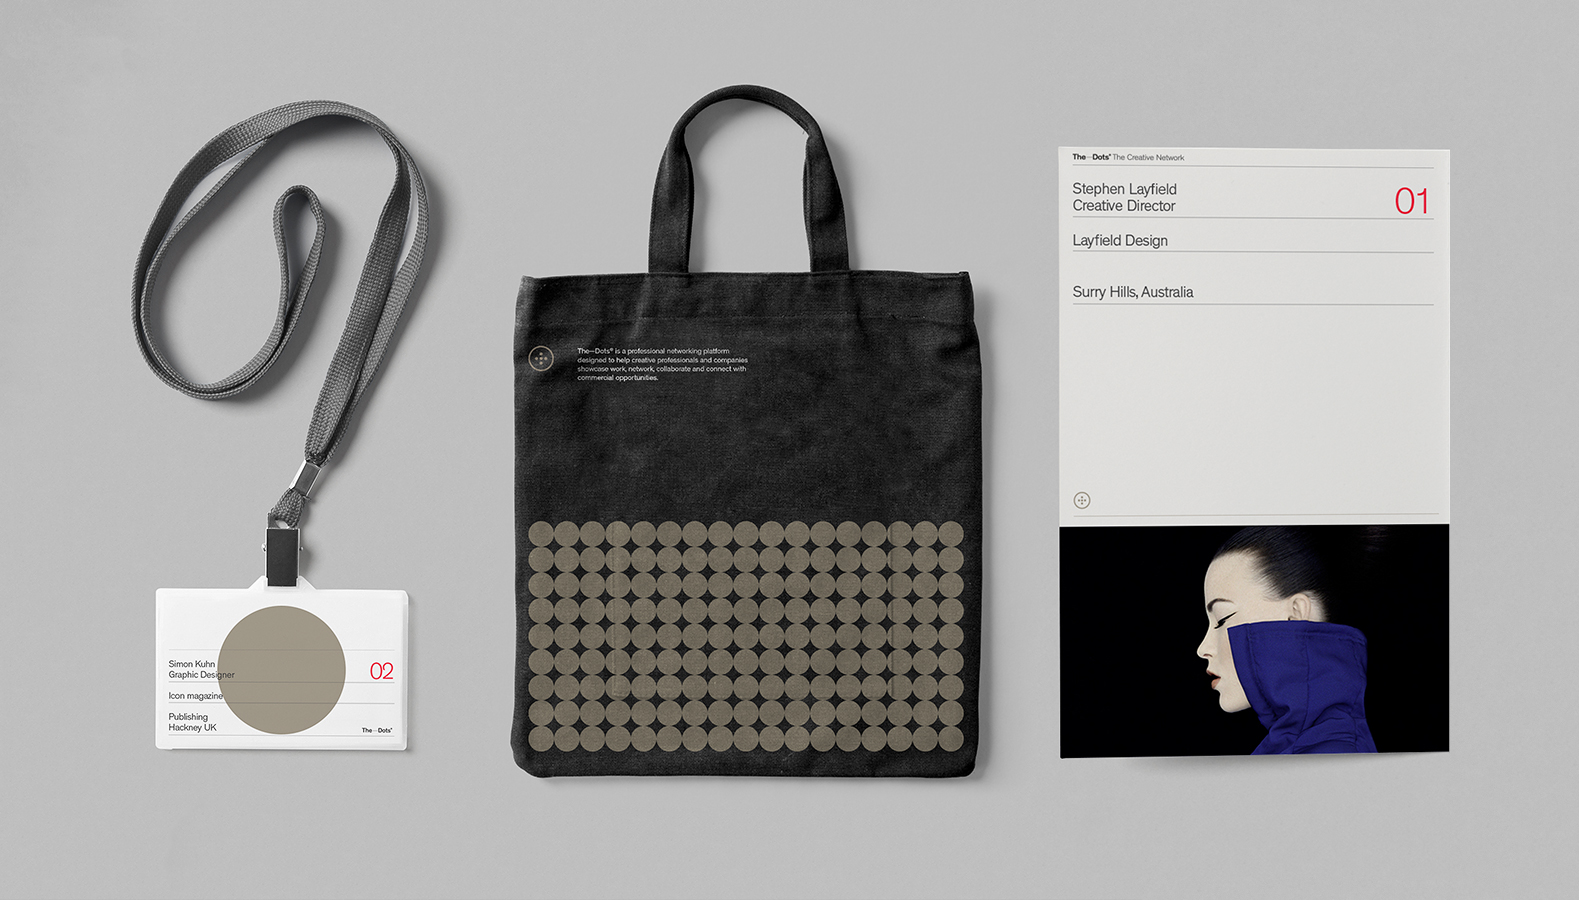 Simon Kuhn
Graphic Designer
02
Icon magazine
Publishing
Hackney UK
The—Dots®
The—Dots® is a professional networking platform
designed to help creative professionals and companies
showcase work, network, collaborate and connect with
commercial opportunities.
The—Dots® The Creative Network
Stephen Layfield
Creative Director
01
Layfield Design
Surry Hills, Australia